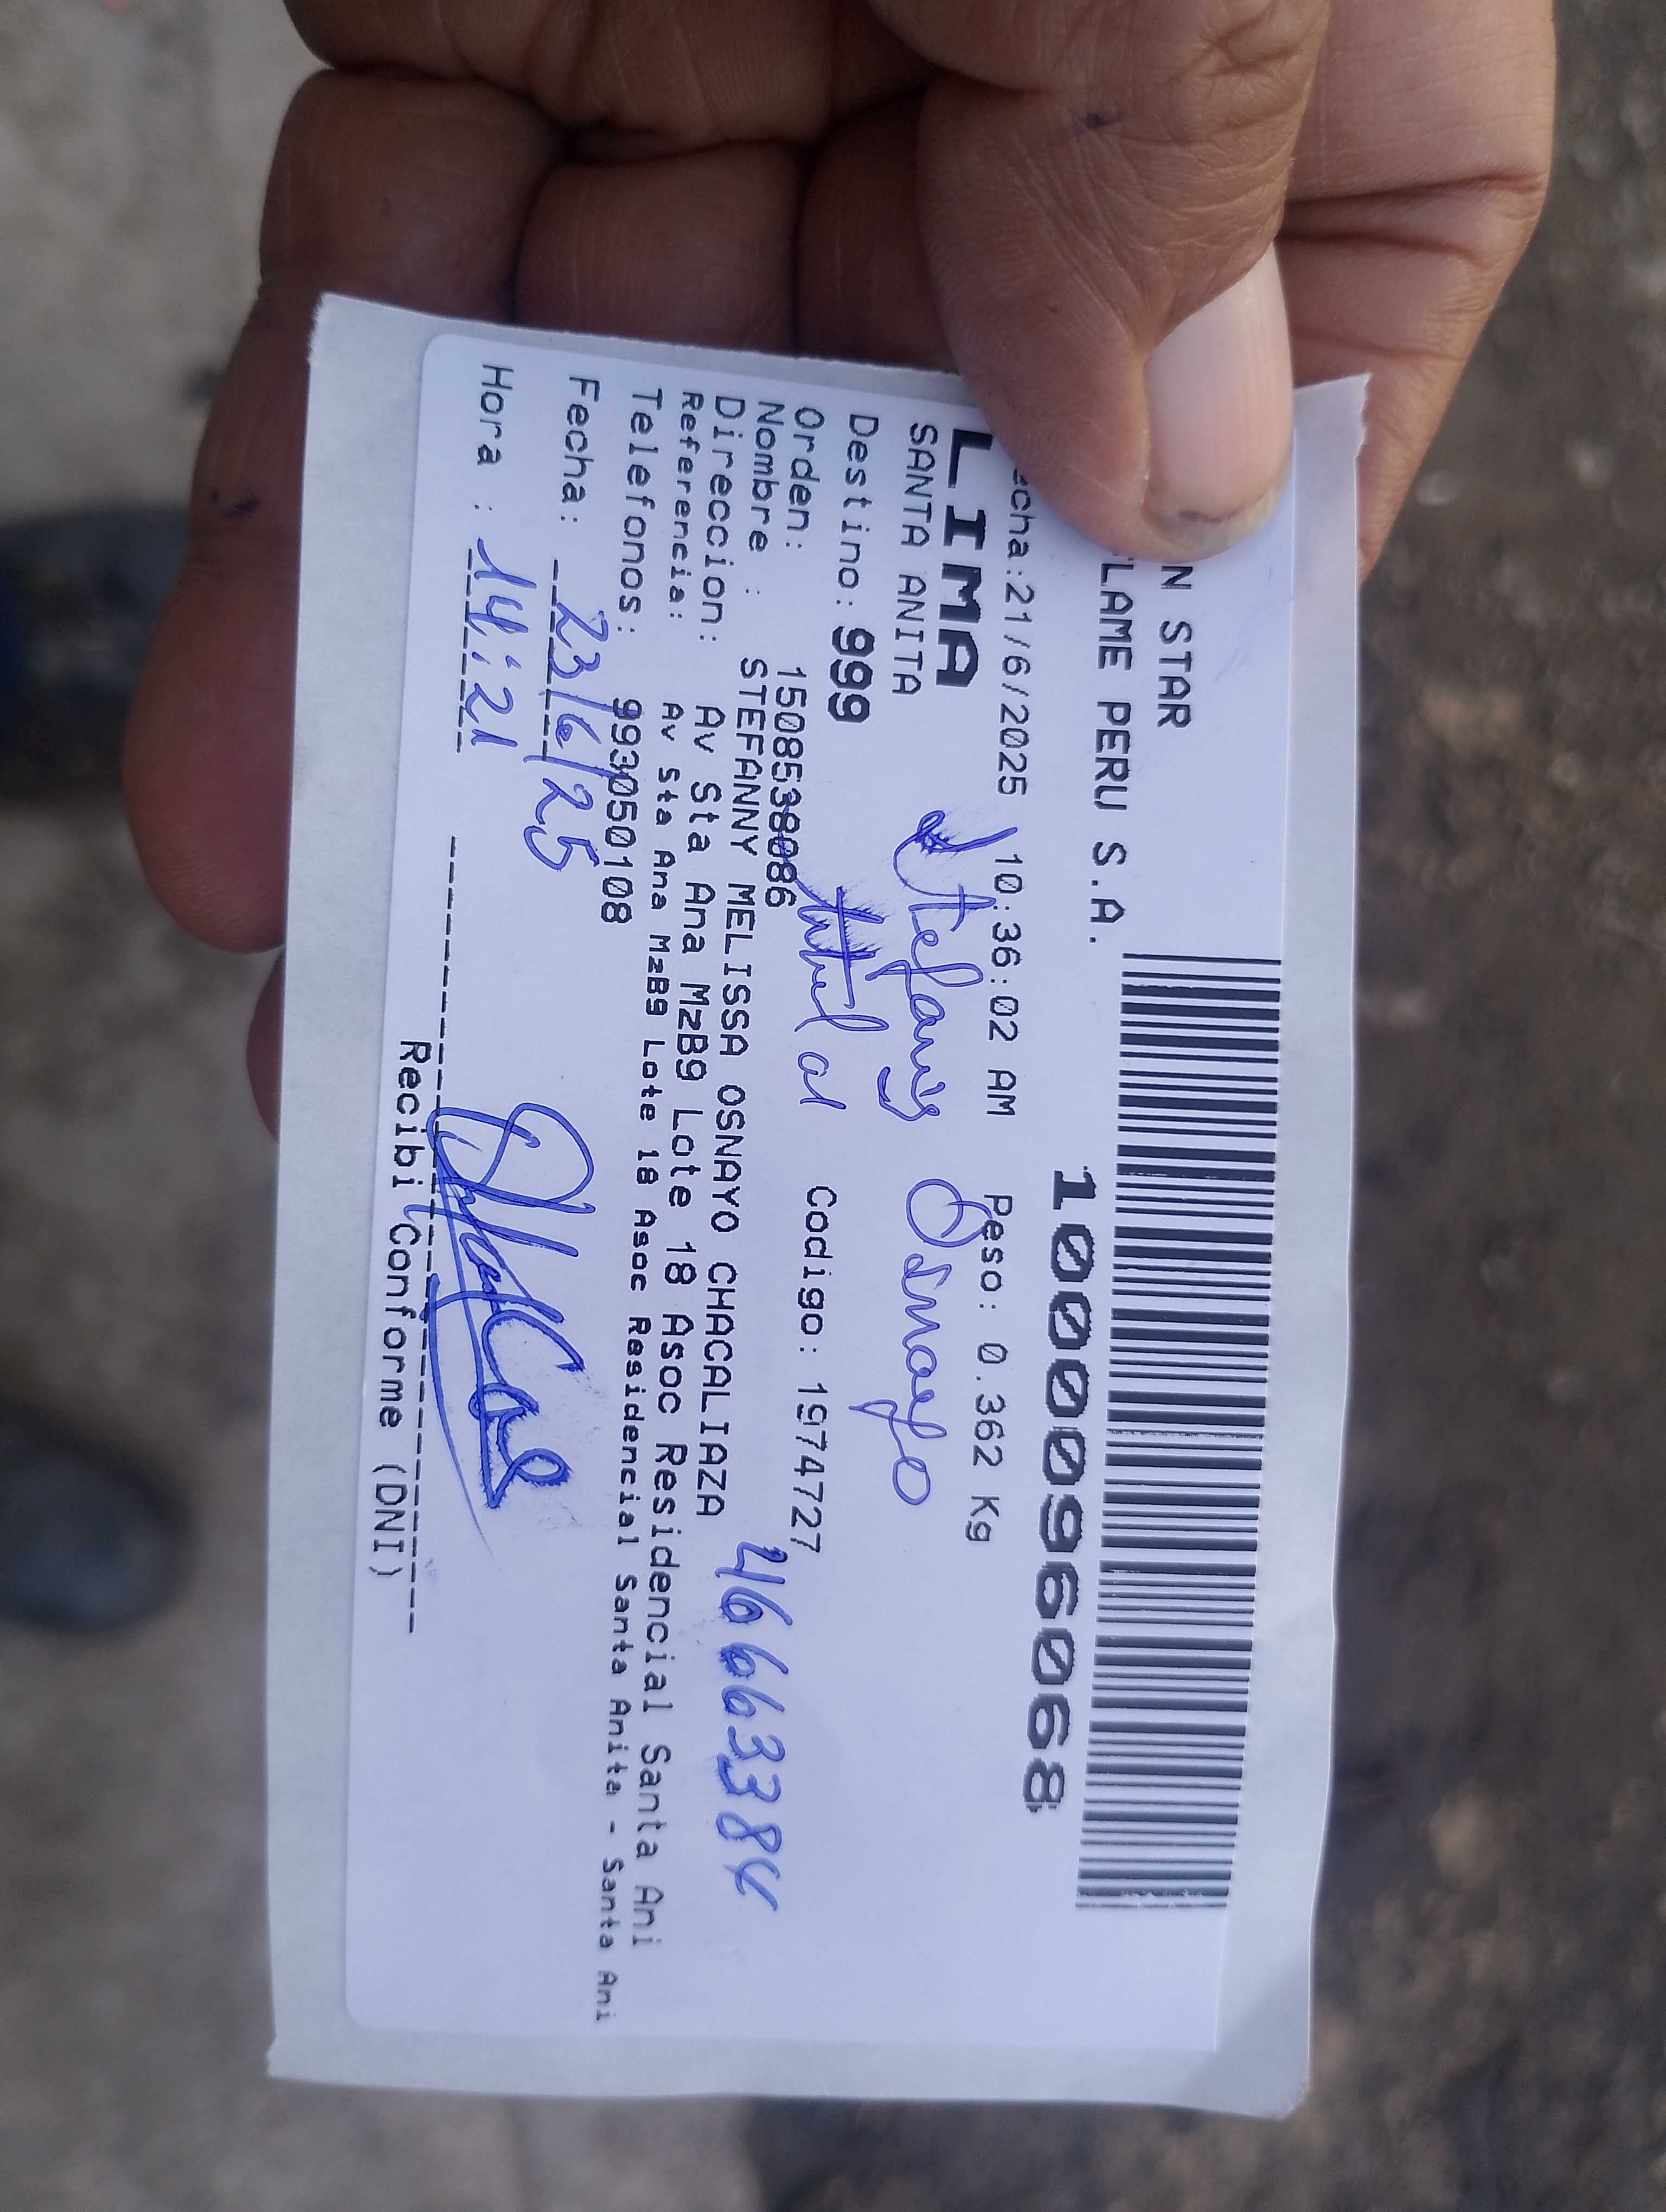 N STAR
LAME PERU S.A.
1000096068
echa:21/6/2025 10:36:02 AM Peso: 0.362 Kg
LIMA
SANTA ANITA
Stefany Osnayo
Destino: 999
Orden: 1508538086 Codigo: 1974727
Nombre : STEFANNY MELISSA OSNAYO CHACALIAZA
46663384
Direccion: Av Sta Ana MzB9 Lote 18 Asoc Residencial Santa Ani
Referencia: Av Sta Ana MzB9 Lote 18 Asoc Residencial Santa Anita - Santa Ani
Telefonos: 993050108
Fecha: 23/6/25
Hora : 14:21
Recibi Conforme (DNI)